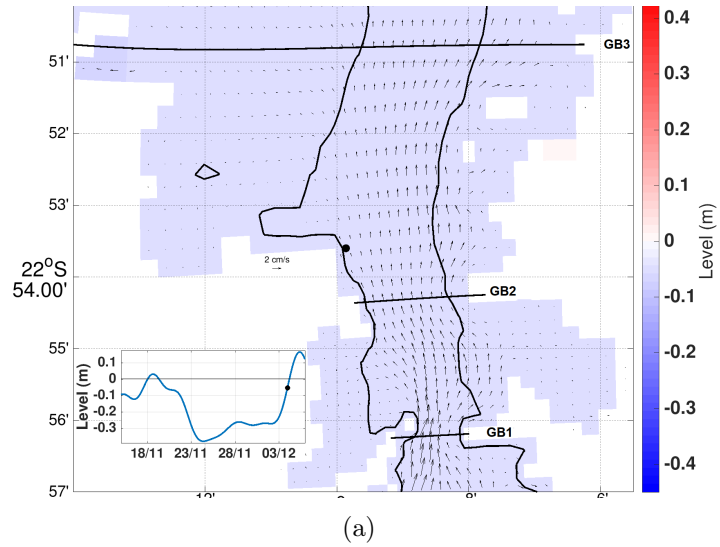 51'
GB3
52'
53'
2 cm/s
22°S
54.00'
GB2
55'
56'
GB1
57'
8'
6'
0.4
0.3
0.2
0.1
0
-0.1
-0.2
-0.3
-0.4
Level (m)
0.1
0
-0.1
-0.2
-0.3
Level (m)
18/11 23/11 28/11 03/12
(a)